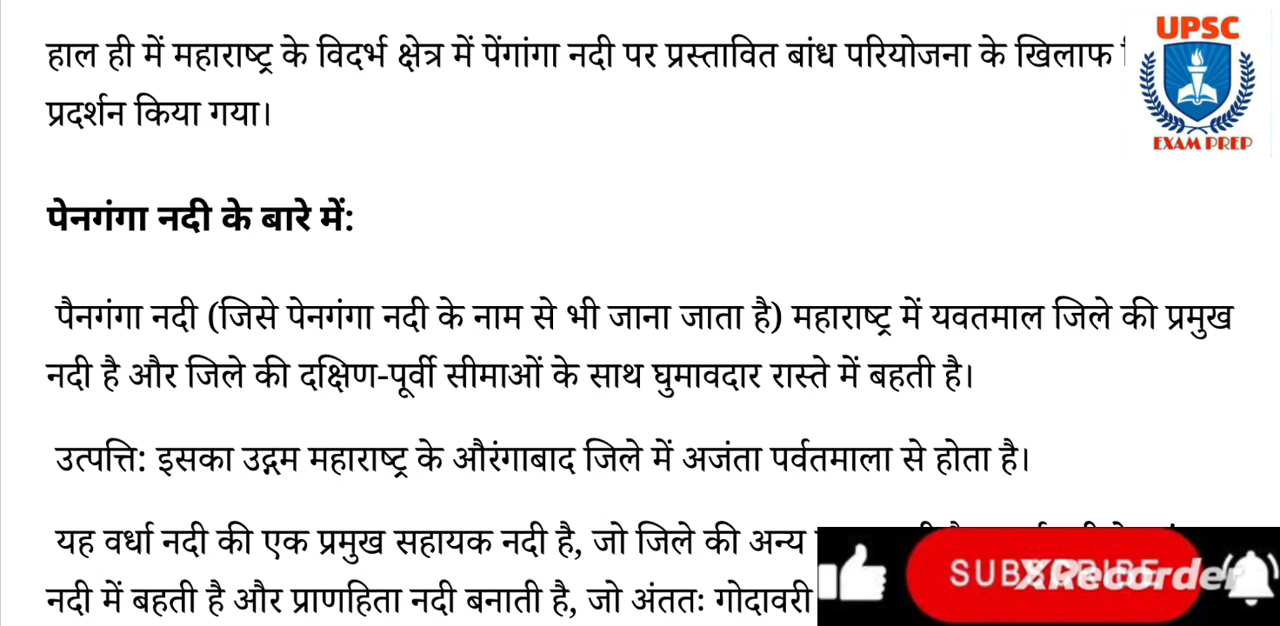 हाल ही में महाराष्ट्र के विदर्भ क्षेत्र में पेंगांगा नदी पर प्रस्तावित बांध परियोजना के खिलाफ
प्रदर्शन किया गया।
UPSC
EXAM PREP
पेनगंगा नदी के बारे में:
पैनगंगा नदी (जिसे पेनगंगा नदी के नाम से भी जाना जाता है) महाराष्ट्र में यवतमाल जिले की प्रमुख
नदी है और जिले की दक्षिण-पूर्वी सीमाओं के साथ घुमावदार रास्ते में बहती है।
उत्पत्ति: इसका उद्गम महाराष्ट्र के औरंगाबाद जिले में अजंता पर्वतमाला से होता है।
यह वर्धा नदी की एक प्रमुख सहायक नदी है, जो जिले की अन्य
नदी में बहती है और प्राणहिता नदी बनाती है, जो अंततः गोदावरी
SUBSCRIBE
XRecorder